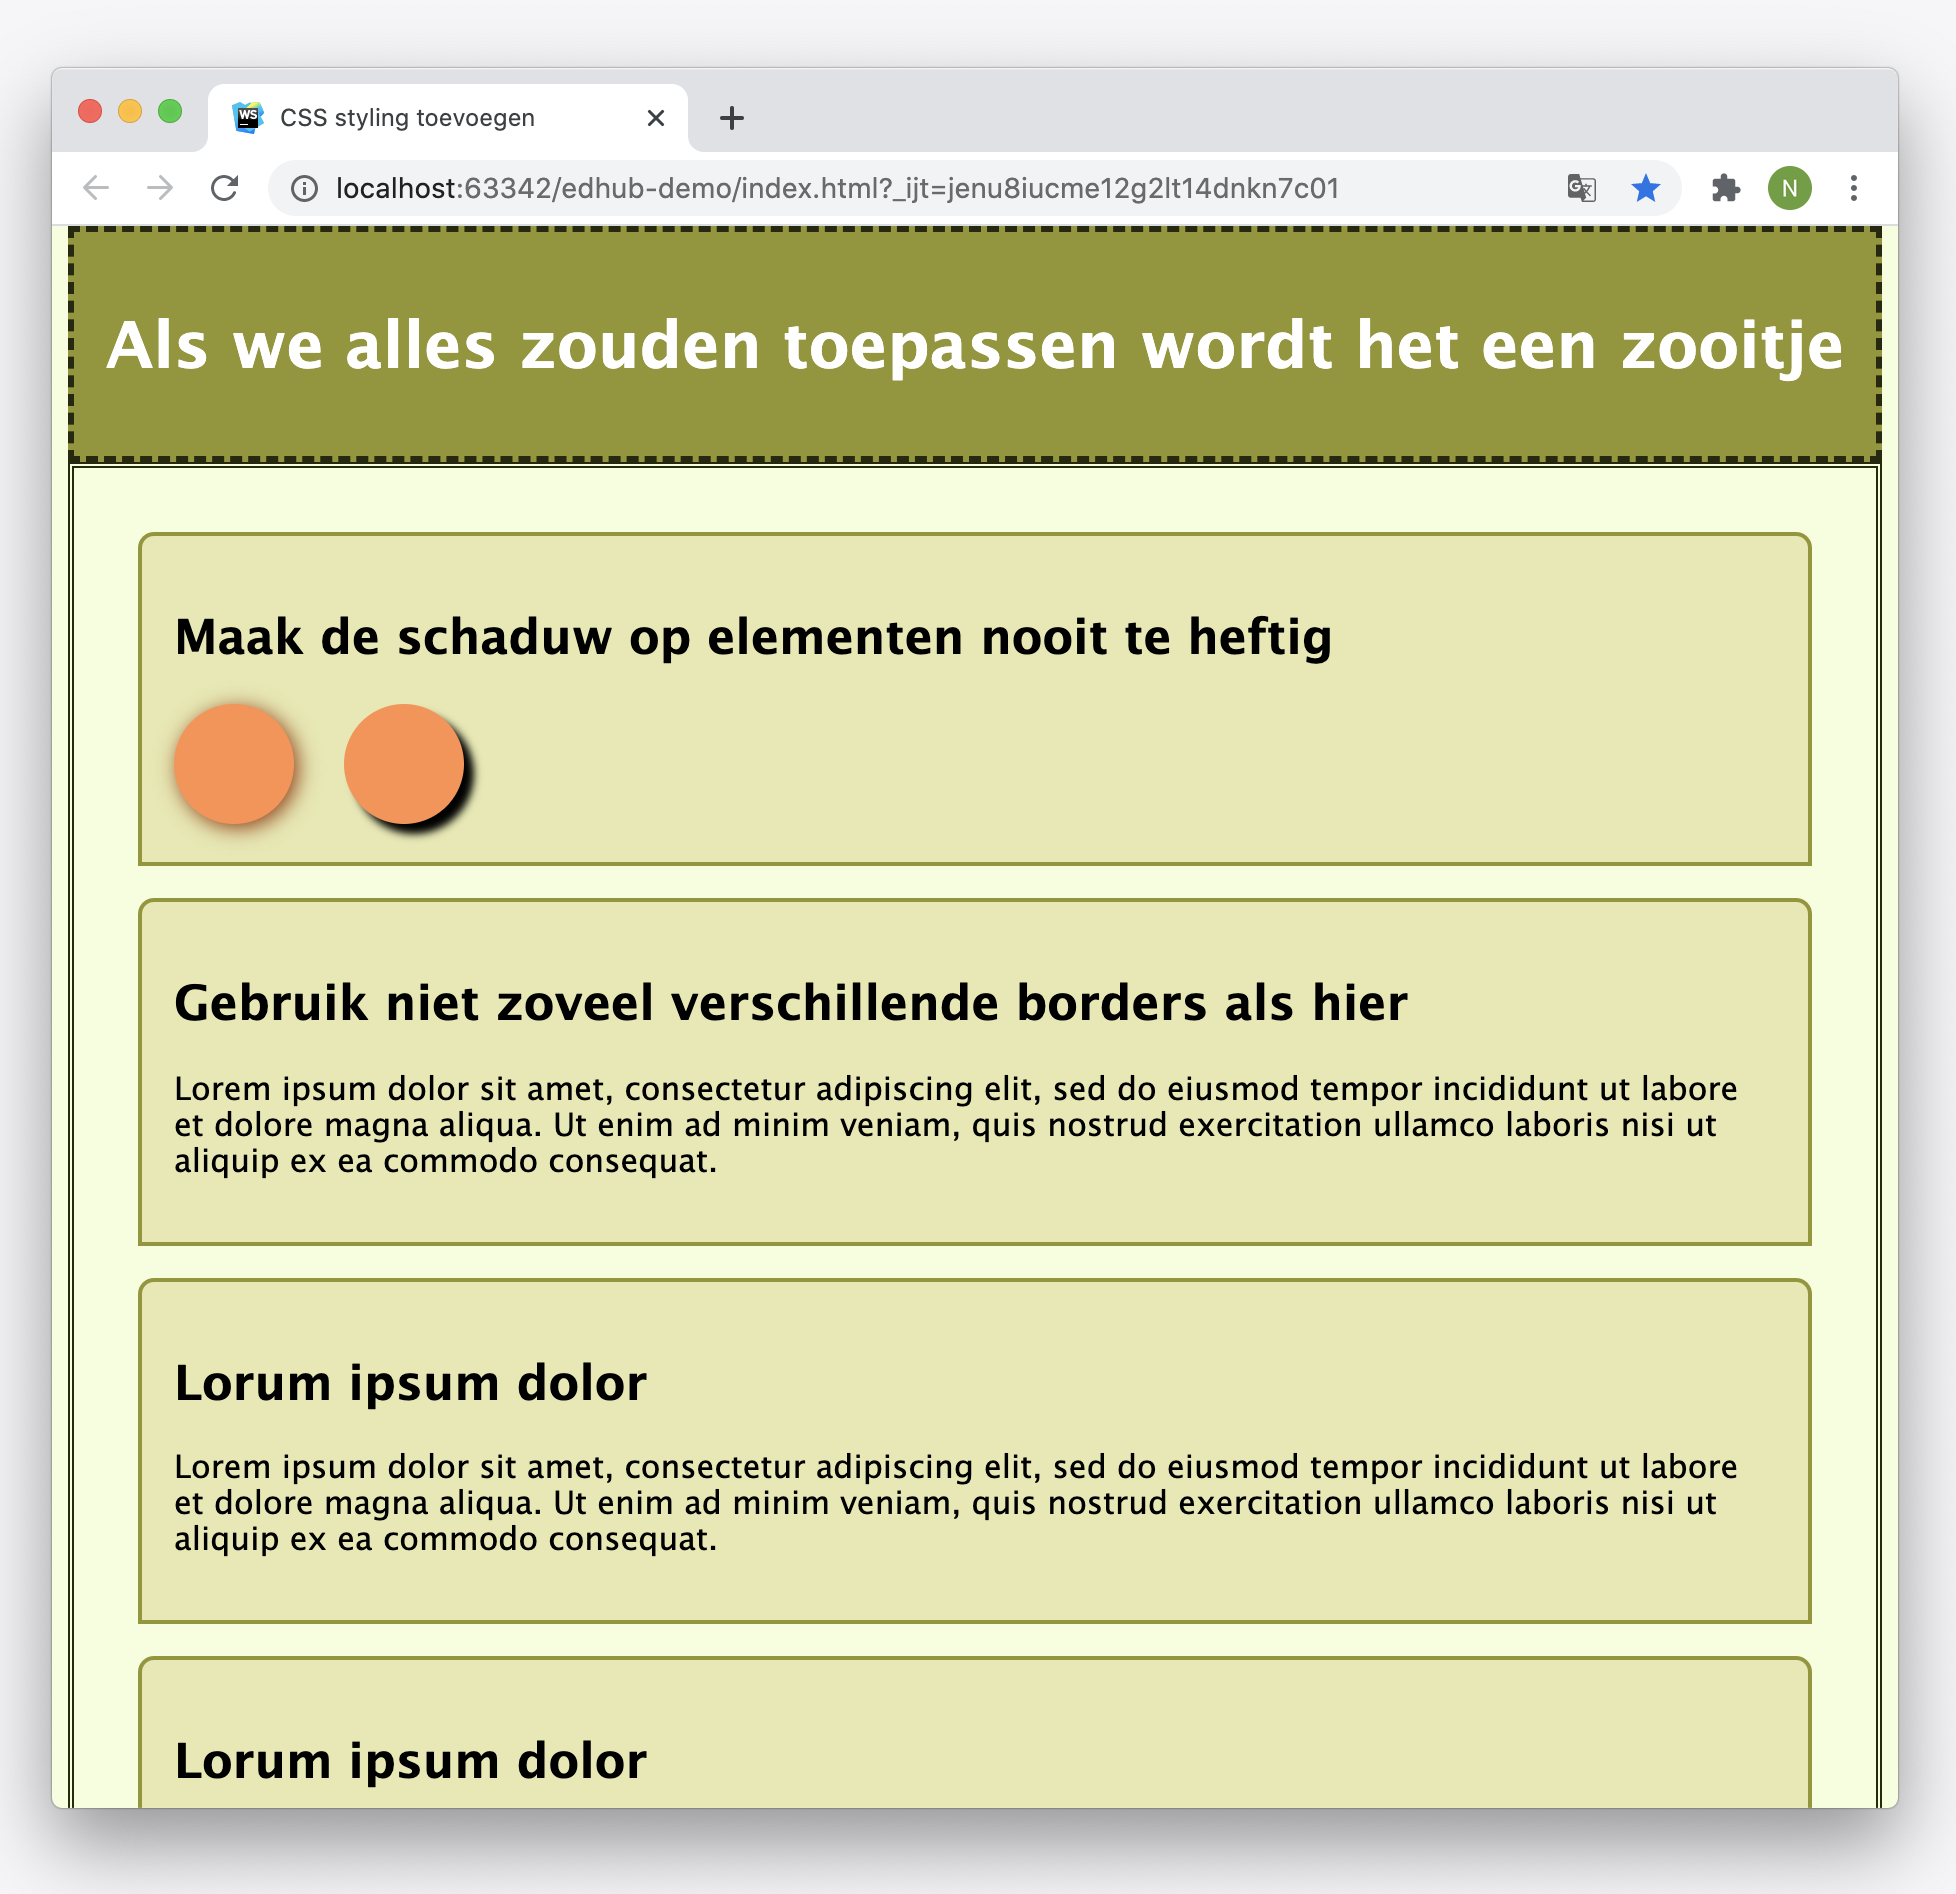 WS
CSS styling toevoegen
localhost:63342/edhub-demo/index.html?_ijt=jenu8iucme12g2lt14dnkn7c01
N
Als we alles zouden toepassen wordt het een zooitje
Maak de schaduw op elementen nooit te heftig
Gebruik niet zoveel verschillende borders als hier
Lorem ipsum dolor sit amet, consectetur adipiscing elit, sed do eiusmod tempor incididunt ut labore
et dolore magna aliqua. Ut enim ad minim veniam, quis nostrud exercitation ullamco laboris nisi ut
aliquip ex ea commodo consequat.
Lorum ipsum dolor
Lorem ipsum dolor sit amet, consectetur adipiscing elit, sed do eiusmod tempor incididunt ut labore
et dolore magna aliqua. Ut enim ad minim veniam, quis nostrud exercitation ullamco laboris nisi ut
aliquip ex ea commodo consequat.
Lorum ipsum dolor